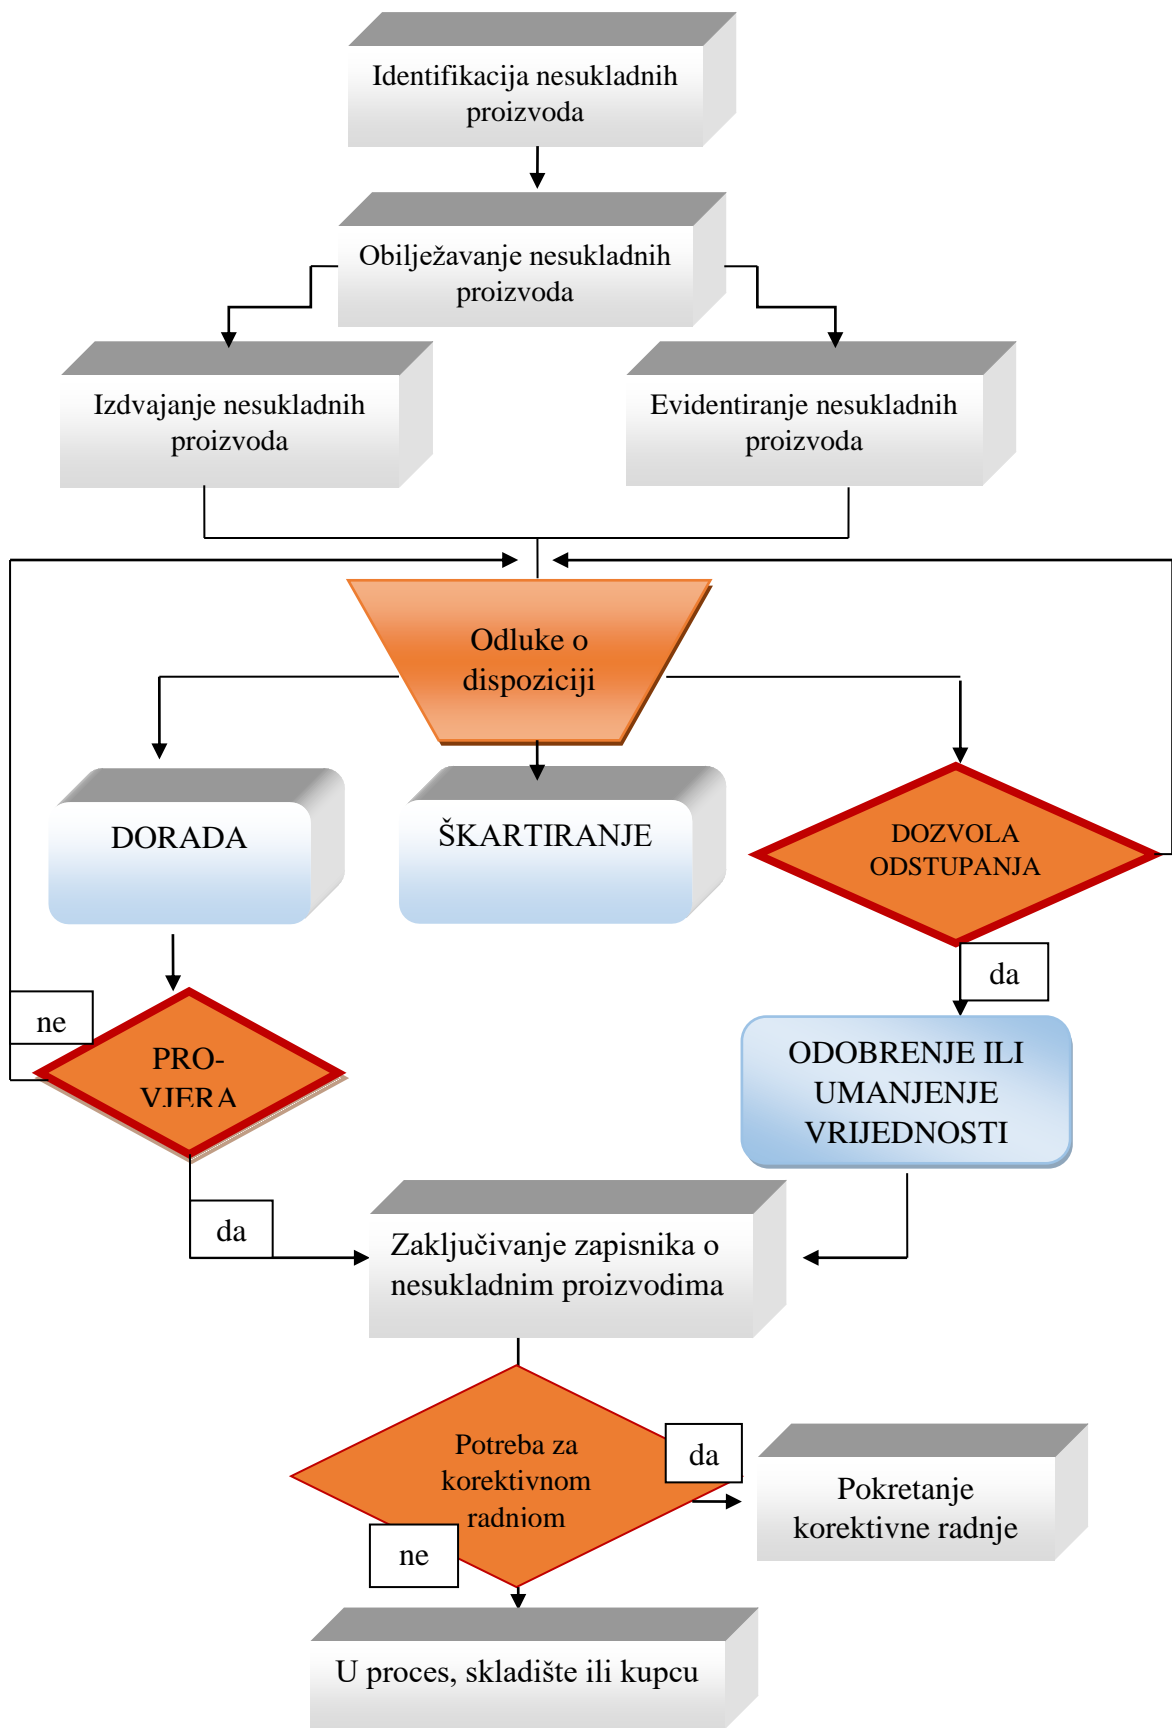 Identifikacija nesukladnih
proizvoda
Obilježavanje nesukladnih
proizvoda
Izdvajanje nesukladnih
proizvoda
Evidentiranje nesukladnih
proizvoda
Odluke o
dispoziciji
DORADA
ŠKARTIRANJE
DOZVOLA
ODSTUPANJA
da
ne
PRO-
VJERA
ODOBRENJE ILI
UMANJENJE
VRIJEDNOSTI
da
Zaključivanje zapisnika o
nesukladnim proizvodima
Potreba za
korektivnom
radnjom
da
Pokretanje
korektivne radnje
ne
U proces, skladište ili kupcu